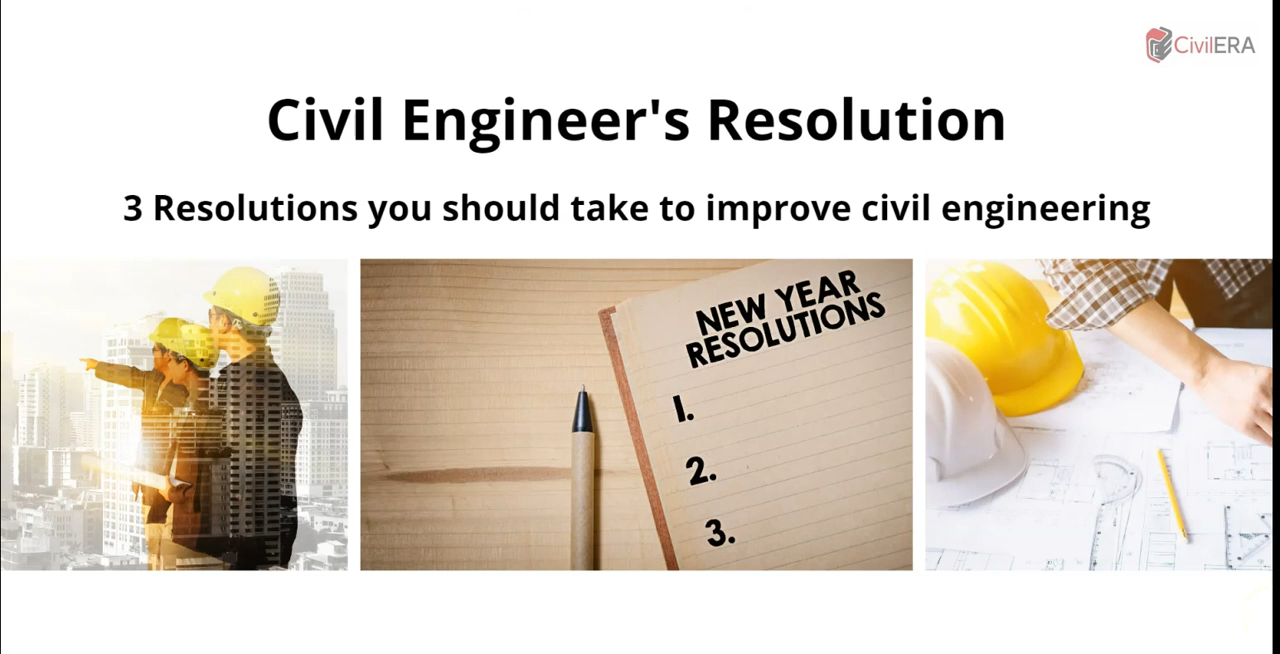 CivilERA
Civil Engineer's Resolution
3 Resolutions you should take to improve civil engineering
NEW YEAR
RESOLUTIONS
1.
2.
3.